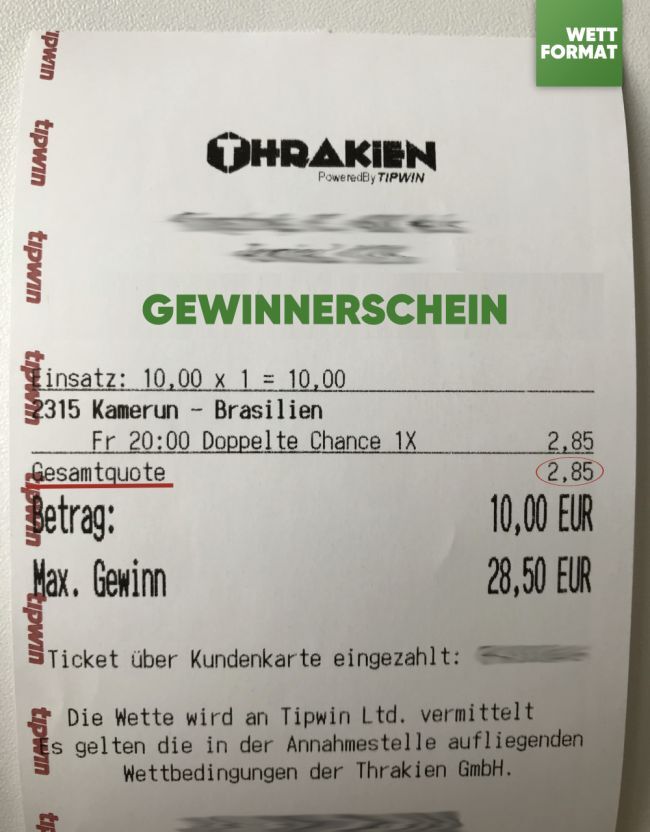 WETT
FORMAT
THRAKIEN
PoweredBy TIPWIN
GEWINNERSCHEIN
Einsatz: 10,00 x 1 = 10,00
2315 Kamerun - Brasilien
Fr 20:00 Doppelte Chance 1X 2,85
Gesamtquote 2,85
Betrag: 10,00 EUR
Max. Gewinn 28,50 EUR
Ticket über Kundenkarte eingezahlt:
Die Wette wird an Tipwin Ltd. vermittelt
Es gelten die in der Annahmestelle aufliegenden
Wettbedingungen der Thrakien GmbH.
tipwin
tipwin
tipwin
tipwin
tipwin
tipwin
tipwin
tipwin